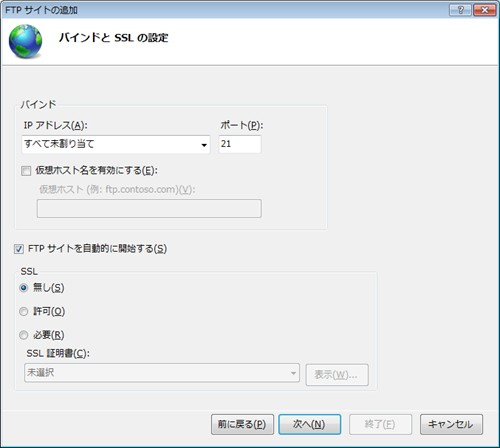 FTP サイトの追加
バインドと SSL の設定
バインド
IP アドレス(A): ポート(P):
すべて未割り当て 21
仮想ホスト名を有効にする(E):
仮想ホスト (例: ftp.contoso.com)(V):
FTP サイトを自動的に開始する(S)
SSL
無し(S)
許可(O)
必要(R)
SSL 証明書(C):
未選択 表示(W)...
前に戻る(P) 次へ(N) 終了(F) キャンセル